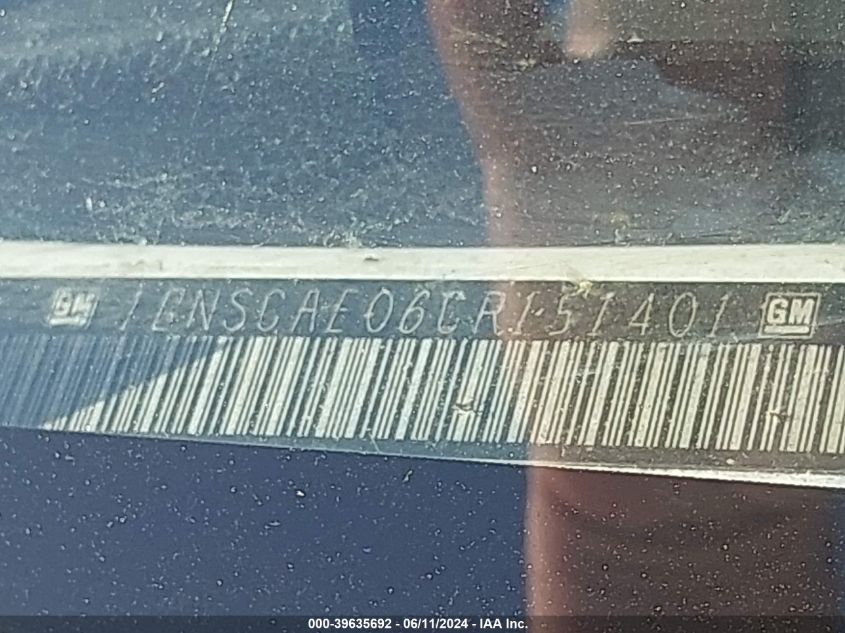 GM 1GNSCAE06CR151401 GM
000-39635692 - 06/11/2024 - IAA Inc.